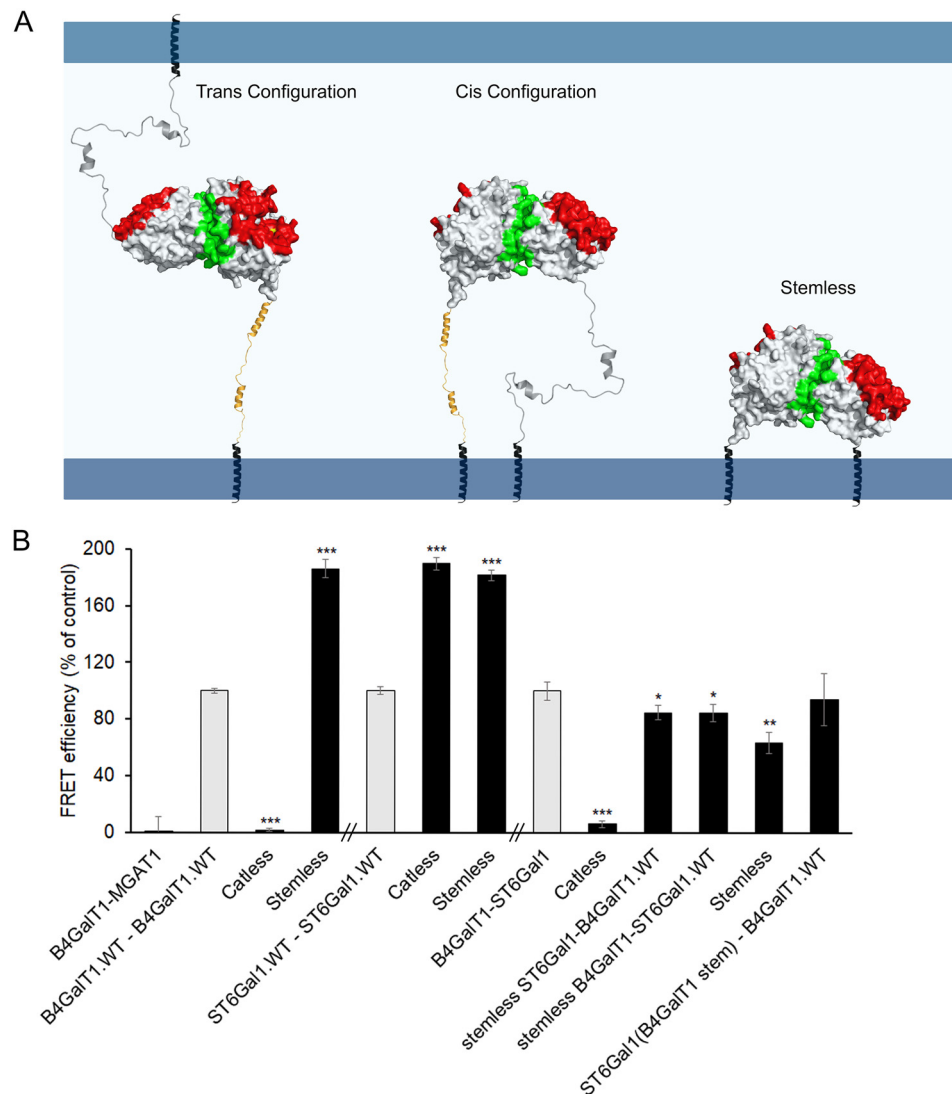 A
Trans Configuration
Cis Configuration
Stemless
B
FRET efficiency (% of control)
200
160
120
80
40
0
***
***
***
***
***
*
*
**
B4GalT1-MGAT1
B4GalT1.WT - B4GalT1.WT
Catless
Stemless
ST6Gal1.WT - ST6Gal1.WT
Catless
Stemless
B4GalT1-ST6Gal1
Catless
stemless ST6Gal1-B4GalT1.WT
stemless B4GalT1-ST6Gal1.WT
Stemless
ST6Gal1(B4GalT1 stem) - B4GalT1.WT